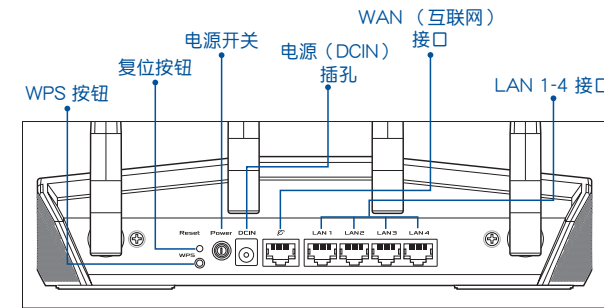 WAN（互联网）
接口
电源开关
电源（DCIN）
插孔
复位按钮
WPS 按钮
LAN 1-4 接口
Reset
Power
DCIN
LAN 1
LAN 2
LAN 3
LAN 4
WPS